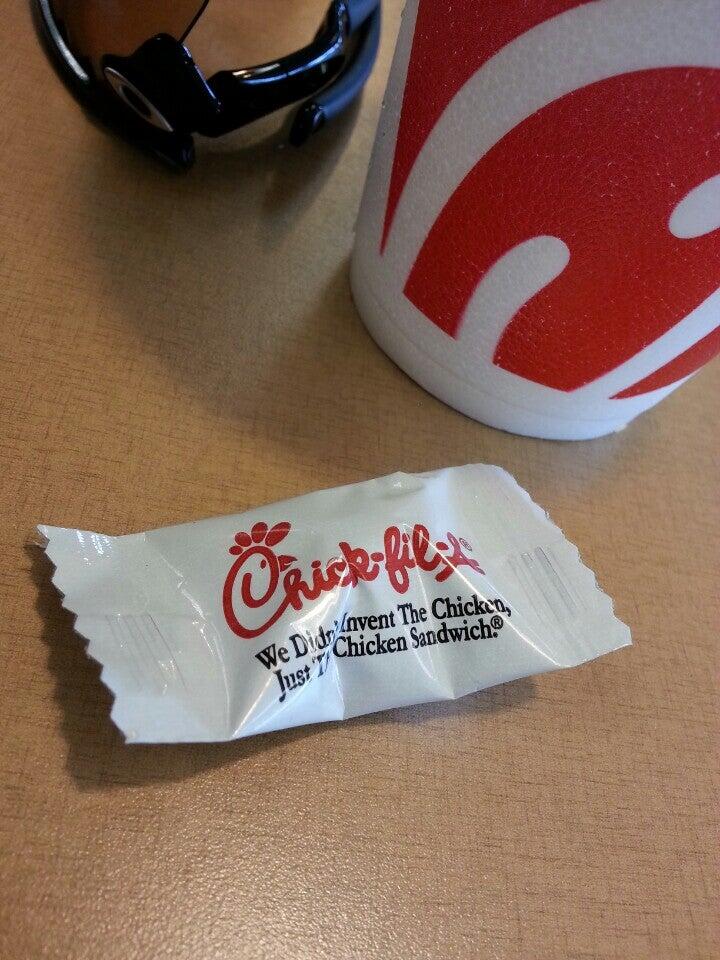 Chick-fil-A®
We Didn't Invent The Chicken,
Just The Chicken Sandwich.®